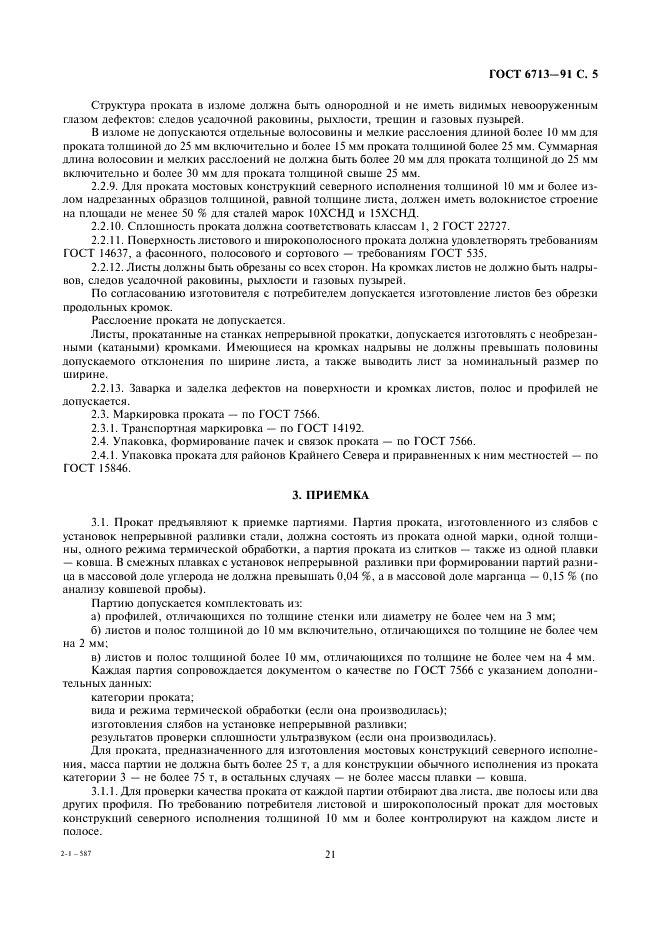 ГОСТ 6713—91 С. 5
Структура проката в изломе должна быть однородной и не иметь видимых невооруженным
глазом дефектов: следов усадочной раковины, рыхлости, трещин и газовых пузырей.
В изломе не допускаются отдельные волосовины и мелкие расслоения длиной более 10 мм для
проката толщиной до 25 мм включительно и более 15 мм проката толщиной более 25 мм. Суммарная
длина волосовин и мелких расслоений не должна быть более 20 мм для проката толщиной до 25 мм
включительно и более 30 мм для проката толщиной свыше 25 мм.
2.2.9. Для проката мостовых конструкций северного исполнения толщиной 10 мм и более из-
лом надрезанных образцов толщиной, равной толщине листа, должен иметь волокнистое строение
на площади не менее 50 % для сталей марок 10ХСНД и 15ХСНД.
2.2.10. Сплошность проката должна соответствовать классам 1, 2 ГОСТ 22727.
2.2.11. Поверхность листового и широкополосного проката должна удовлетворять требованиям
ГОСТ 14637, а фасонного, полосового и сортового — требованиям ГОСТ 535.
2.2.12. Листы должны быть обрезаны со всех сторон. На кромках листов не должно быть надры-
вов, следов усадочной раковины, рыхлости и газовых пузырей.
По согласованию изготовителя с потребителем допускается изготовление листов без обрезки
продольных кромок.
Расслоение проката не допускается.
Листы, прокатанные на станках непрерывной прокатки, допускается изготовлять с необрезан-
ными (катаными) кромками. Имеющиеся на кромках надрывы не должны превышать половины
допускаемого отклонения по ширине листа, а также выводить лист за номинальный размер по
ширине.
2.2.13. Заварка и заделка дефектов на поверхности и кромках листов, полос и профилей не
допускается.
2.3. Маркировка проката — по ГОСТ 7566.
2.3.1. Транспортная маркировка — по ГОСТ 14192.
2.4. Упаковка, формирование пачек и связок проката — по ГОСТ 7566.
2.4.1. Упаковка проката для районов Крайнего Севера и приравненных к ним местностей — по
ГОСТ 15846.
3. ПРИЕМКА
3.1. Прокат предъявляют к приемке партиями. Партия проката, изготовленного из слябов с
установок непрерывной разливки стали, должна состоять из проката одной марки, одной толщи-
ны, одного режима термической обработки, а партия проката из слитков — также из одной плавки
— ковша. В смежных плавках с установок непрерывной разливки при формировании партий разни-
ца в массовой доле углерода не должна превышать 0,04 %, а в массовой доле марганца — 0,15 % (по
анализу ковшевой пробы).
Партию допускается комплектовать из:
а) профилей, отличающихся по толщине стенки или диаметру не более чем на 3 мм;
б) листов и полос толщиной до 10 мм включительно, отличающихся по толщине не более чем
на 2 мм;
в) листов и полос толщиной более 10 мм, отличающихся по толщине не более чем на 4 мм.
Каждая партия сопровождается документом о качестве по ГОСТ 7566 с указанием дополни-
тельных данных:
категории проката;
вида и режима термической обработки (если она производилась);
изготовления слябов на установке непрерывной разливки;
результатов проверки сплошности ультразвуком (если она производилась).
Для проката, предназначенного для изготовления мостовых конструкций северного исполне-
ния, масса партии не должна быть более 25 т, а для конструкции обычного исполнения из проката
категории 3 — не более 75 т, в остальных случаях — не более массы плавки — ковша.
3.1.1. Для проверки качества проката от каждой партии отбирают два листа, две полосы или два
других профиля. По требованию потребителя листовой и широкополосный прокат для мостовых
конструкций северного исполнения толщиной 10 мм и более контролируют на каждом листе и
полосе.
2-1—587
21